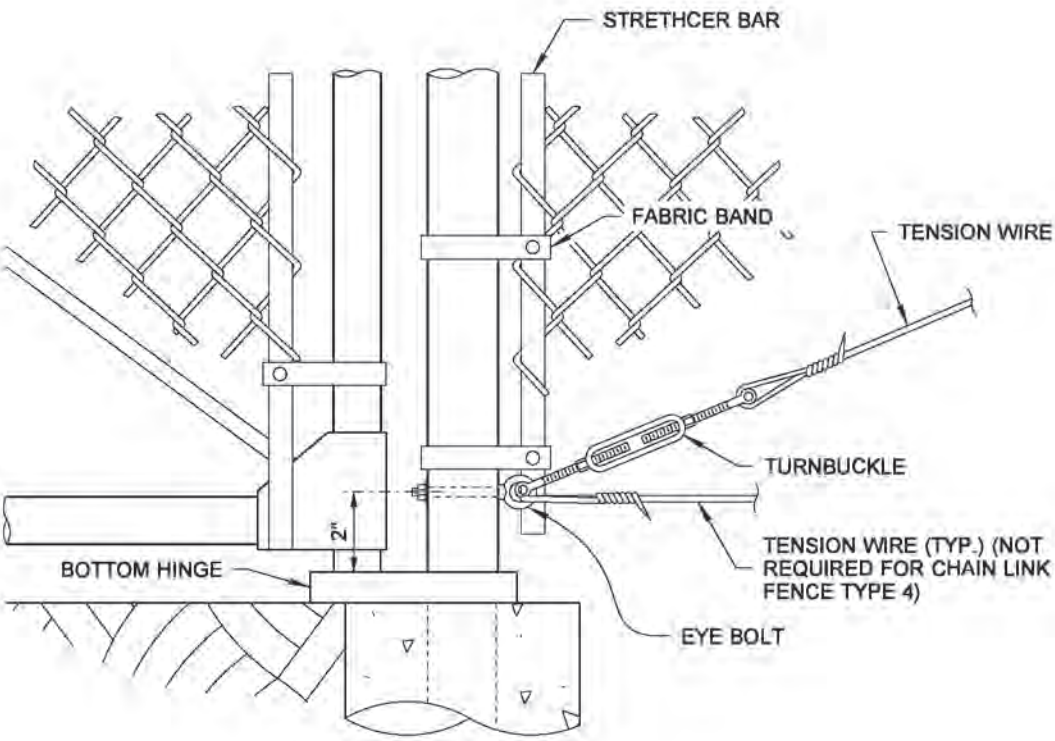 STRETHCER BAR
FABRIC BAND
TENSION WIRE
TURNBUCKLE
2"
BOTTOM HINGE
TENSION WIRE (TYP.) (NOT
REQUIRED FOR CHAIN LINK
FENCE TYPE 4)
EYE BOLT